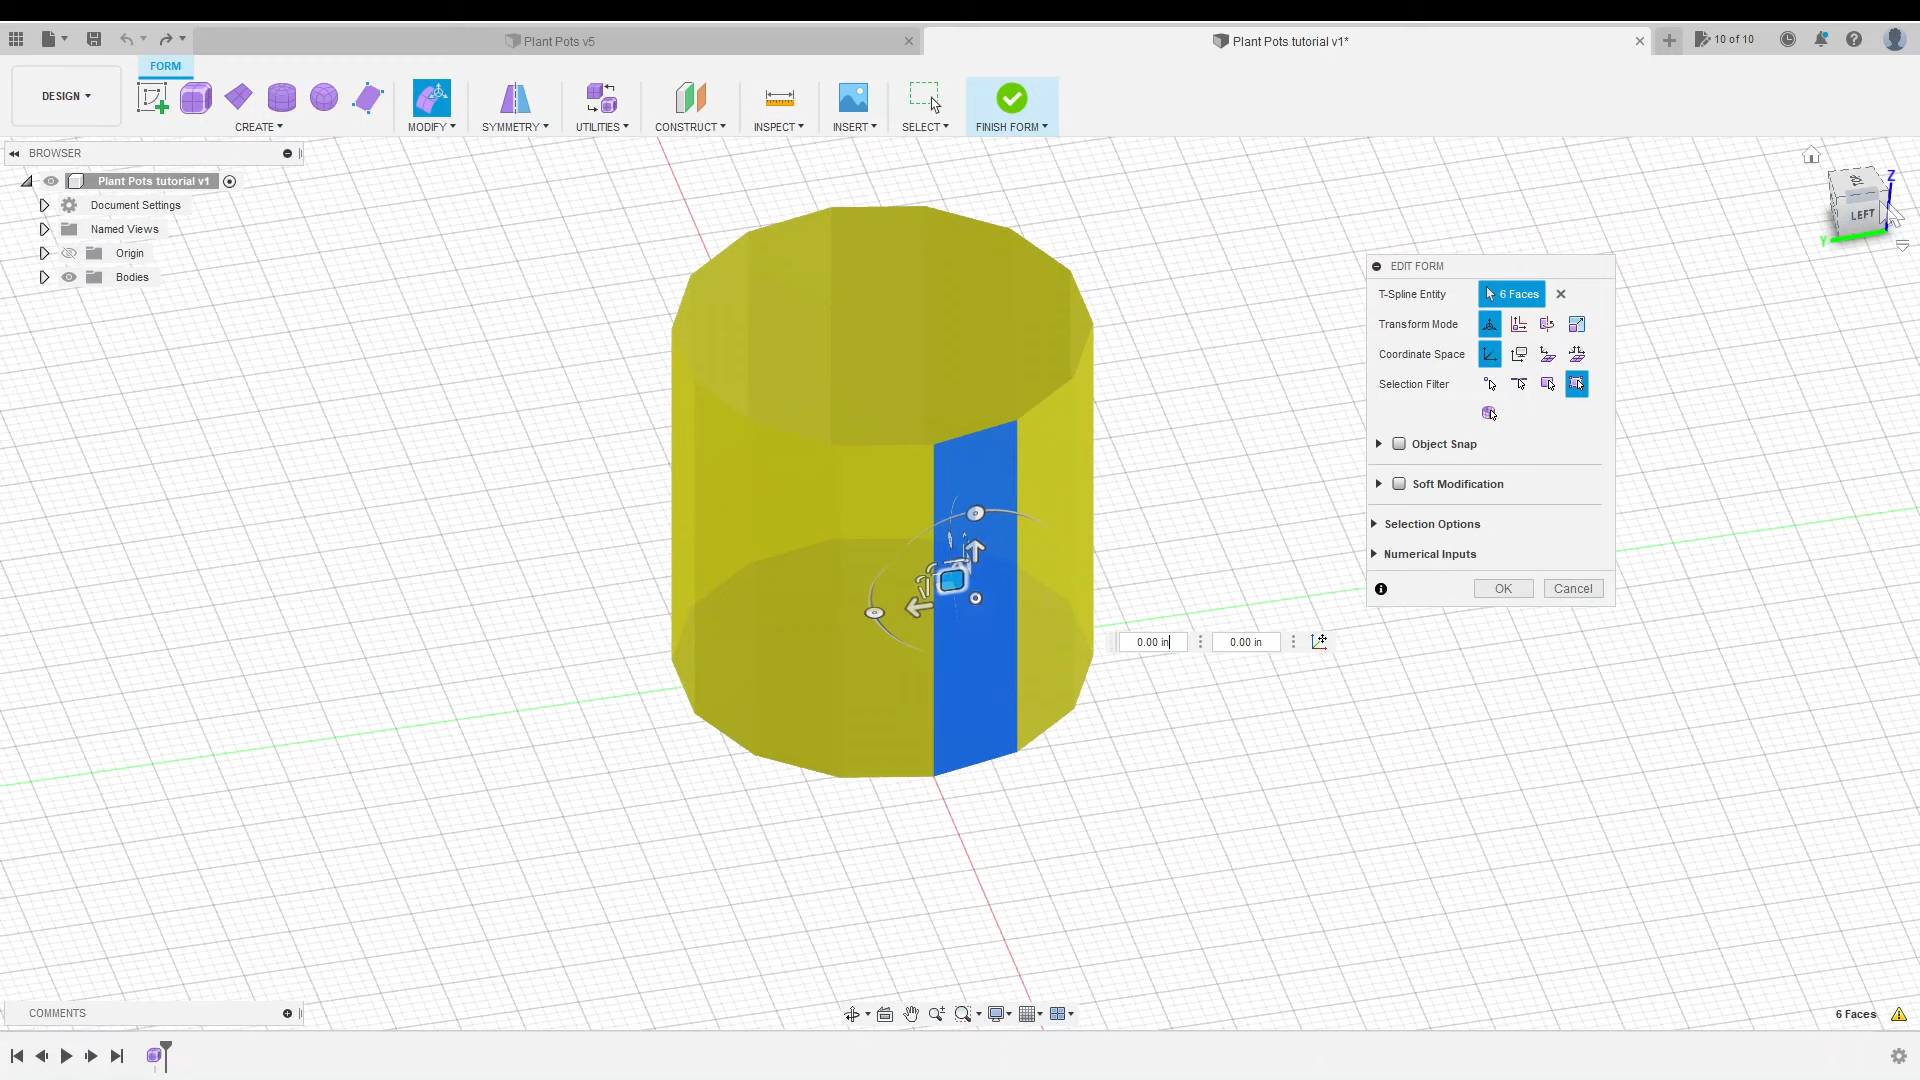 Plant Pots v5
Plant Pots tutorial v1*
10 of 10
FORM
DESIGN
CREATE
MODIFY
SYMMETRY
UTILITIES
CONSTRUCT
INSPECT
INSERT
SELECT
FINISH FORM
BROWSER
Plant Pots tutorial v1
Document Settings
Named Views
Origin
Bodies
Z
LEFT
Y
EDIT FORM
T-Spline Entity
6 Faces
Transform Mode
Coordinate Space
Selection Filter
Object Snap
Soft Modification
Selection Options
Numerical Inputs
OK
Cancel
0.00 in
0.00 in
COMMENTS
6 Faces